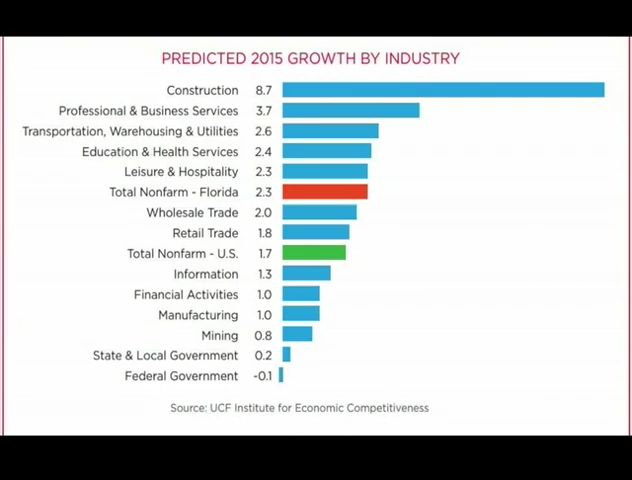 PREDICTED 2015 GROWTH BY INDUSTRY
Construction 8.7
Professional & Business Services 3.7
Transportation, Warehousing & Utilities 2.6
Education & Health Services 2.4
Leisure & Hospitality 2.3
Total Nonfarm - Florida 2.3
Wholesale Trade 2.0
Retail Trade 1.8
Total Nonfarm - U.S. 1.7
Information 1.3
Financial Activities 1.0
Manufacturing 1.0
Mining 0.8
State & Local Government 0.2
Federal Government -0.1
Source: UCF Institute for Economic Competitiveness